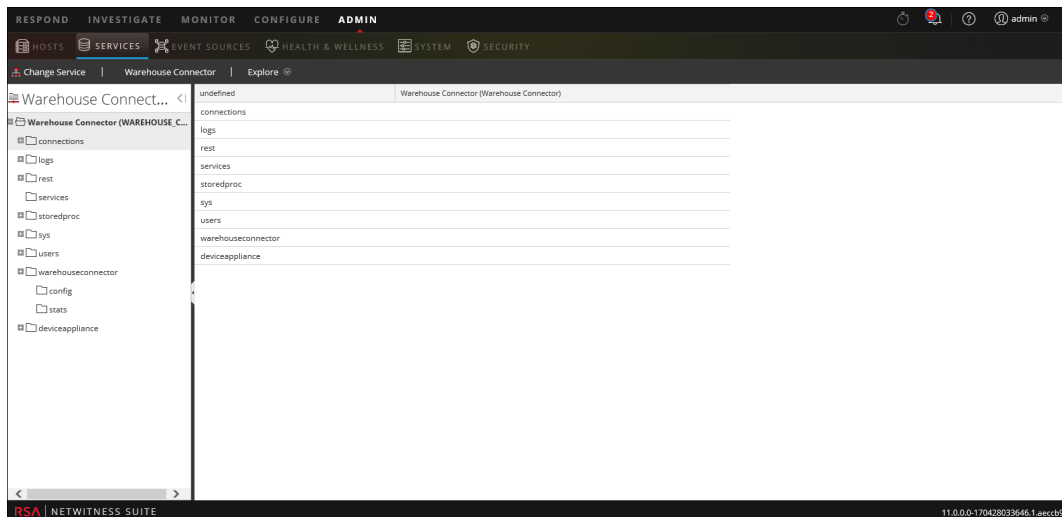 RESPOND INVESTIGATE MONITOR CONFIGURE ADMIN 2 admin
HOSTS SERVICES EVENT SOURCES HEALTH & WELLNESS SYSTEM SECURITY
Change Service | Warehouse Connector | Explore
Warehouse Connect...
Warehouse Connector (WAREHOUSE_C...
connections
logs
rest
services
storedproc
sys
users
warehouseconnector
config
stats
deviceappliance
undefined Warehouse Connector (Warehouse Connector)
connections
logs
rest
services
storedproc
sys
users
warehouseconnector
deviceappliance
RSA | NETWITNESS SUITE 11.0.0.0-170428033646.1.aeccb9